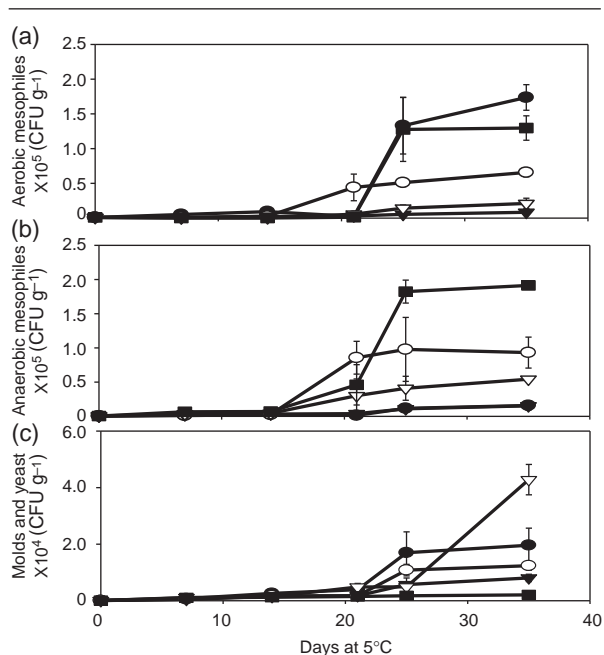 (a)
Aerobic mesophiles
X10⁵ (CFU g⁻¹)
2.5
2.0
1.5
1.0
0.5
0
(b)
Anaerobic mesophiles
X10⁵ (CFU g⁻¹)
2.5
2.0
1.5
1.0
0.5
0
(c)
Molds and yeast
X10⁴ (CFU g⁻¹)
6.0
4.0
2.0
0
0 10 20 30 40
Days at 5°C